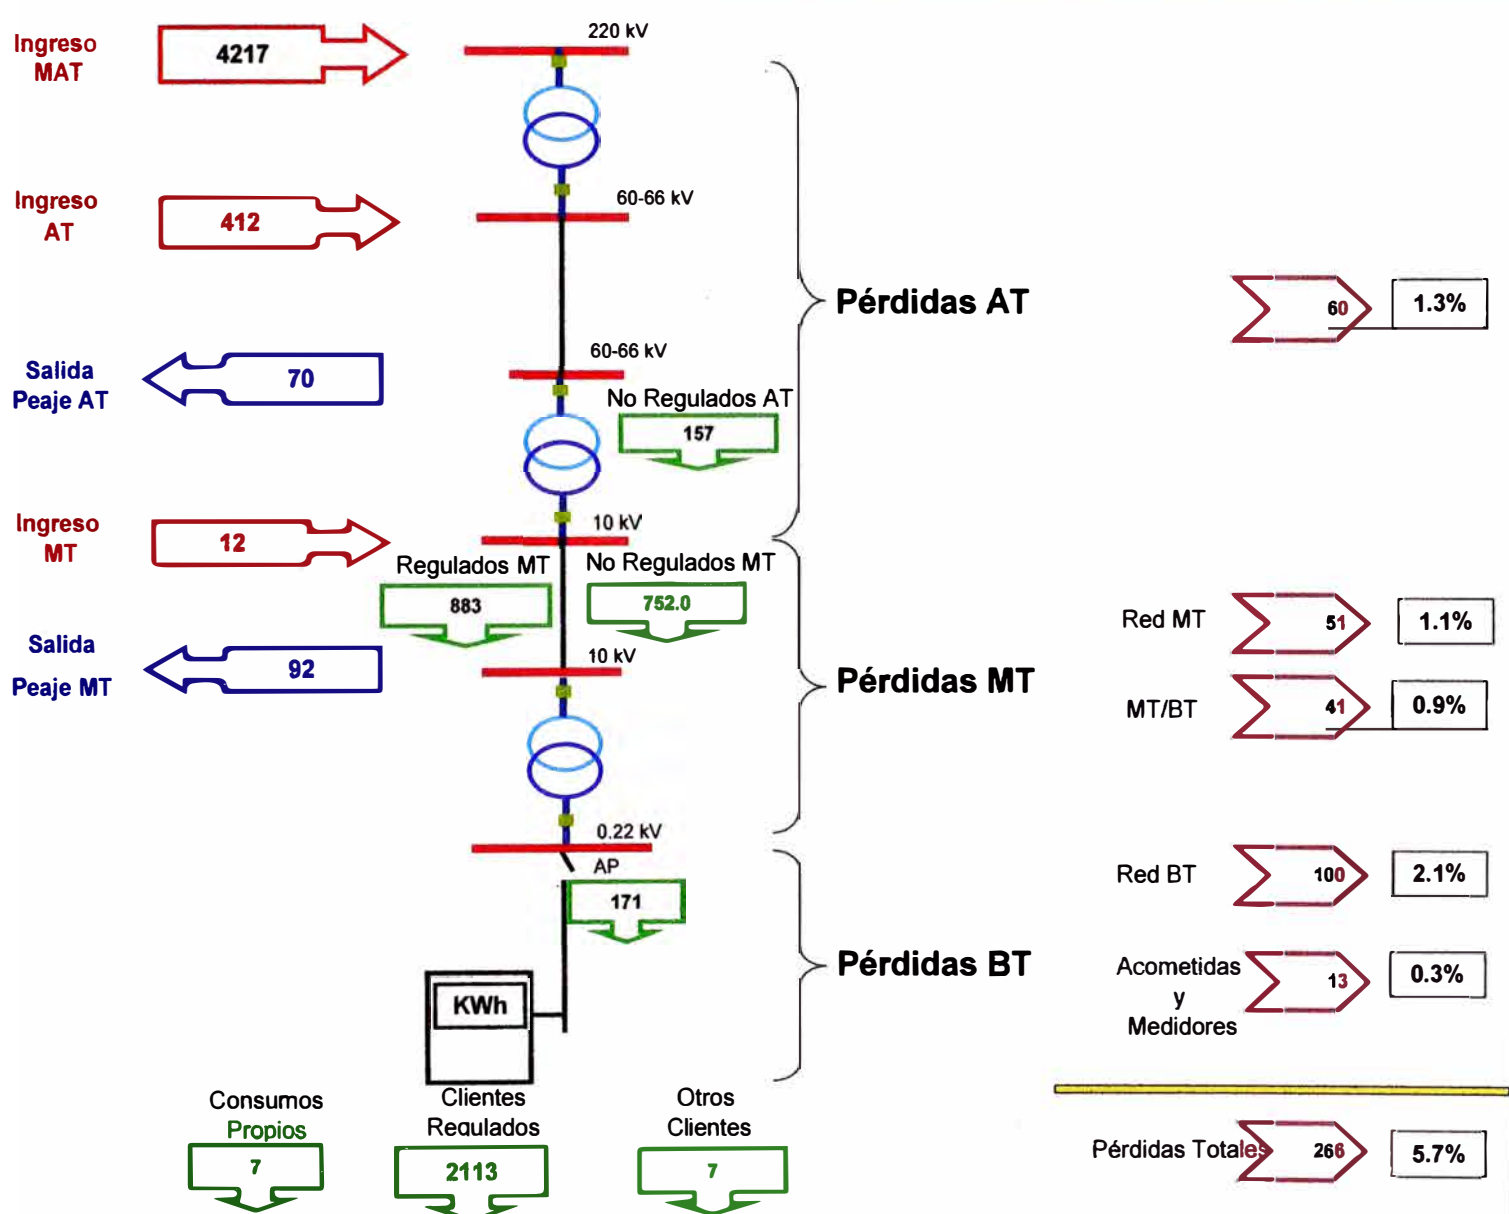 Ingreso
MAT
4217
220 kV
Ingreso
AT
412
60-66 kV
Pérdidas AT
60
1.3%
Salida
Peaje AT
70
60-66 kV
No Regulados AT
157
Ingreso
MT
12
10 kV
Regulados MT
883
No Regulados MT
752.0
Salida
Peaje MT
92
10 kV
Pérdidas MT
Red MT
51
1.1%
MT/BT
41
0.9%
0.22 kV
AP
171
Pérdidas BT
Red BT
100
2.1%
Acometidas
y
Medidores
13
0.3%
KWh
Consumos
Propios
7
Clientes
Regulados
2113
Otros
Clientes
7
Pérdidas Totales
266
5.7%